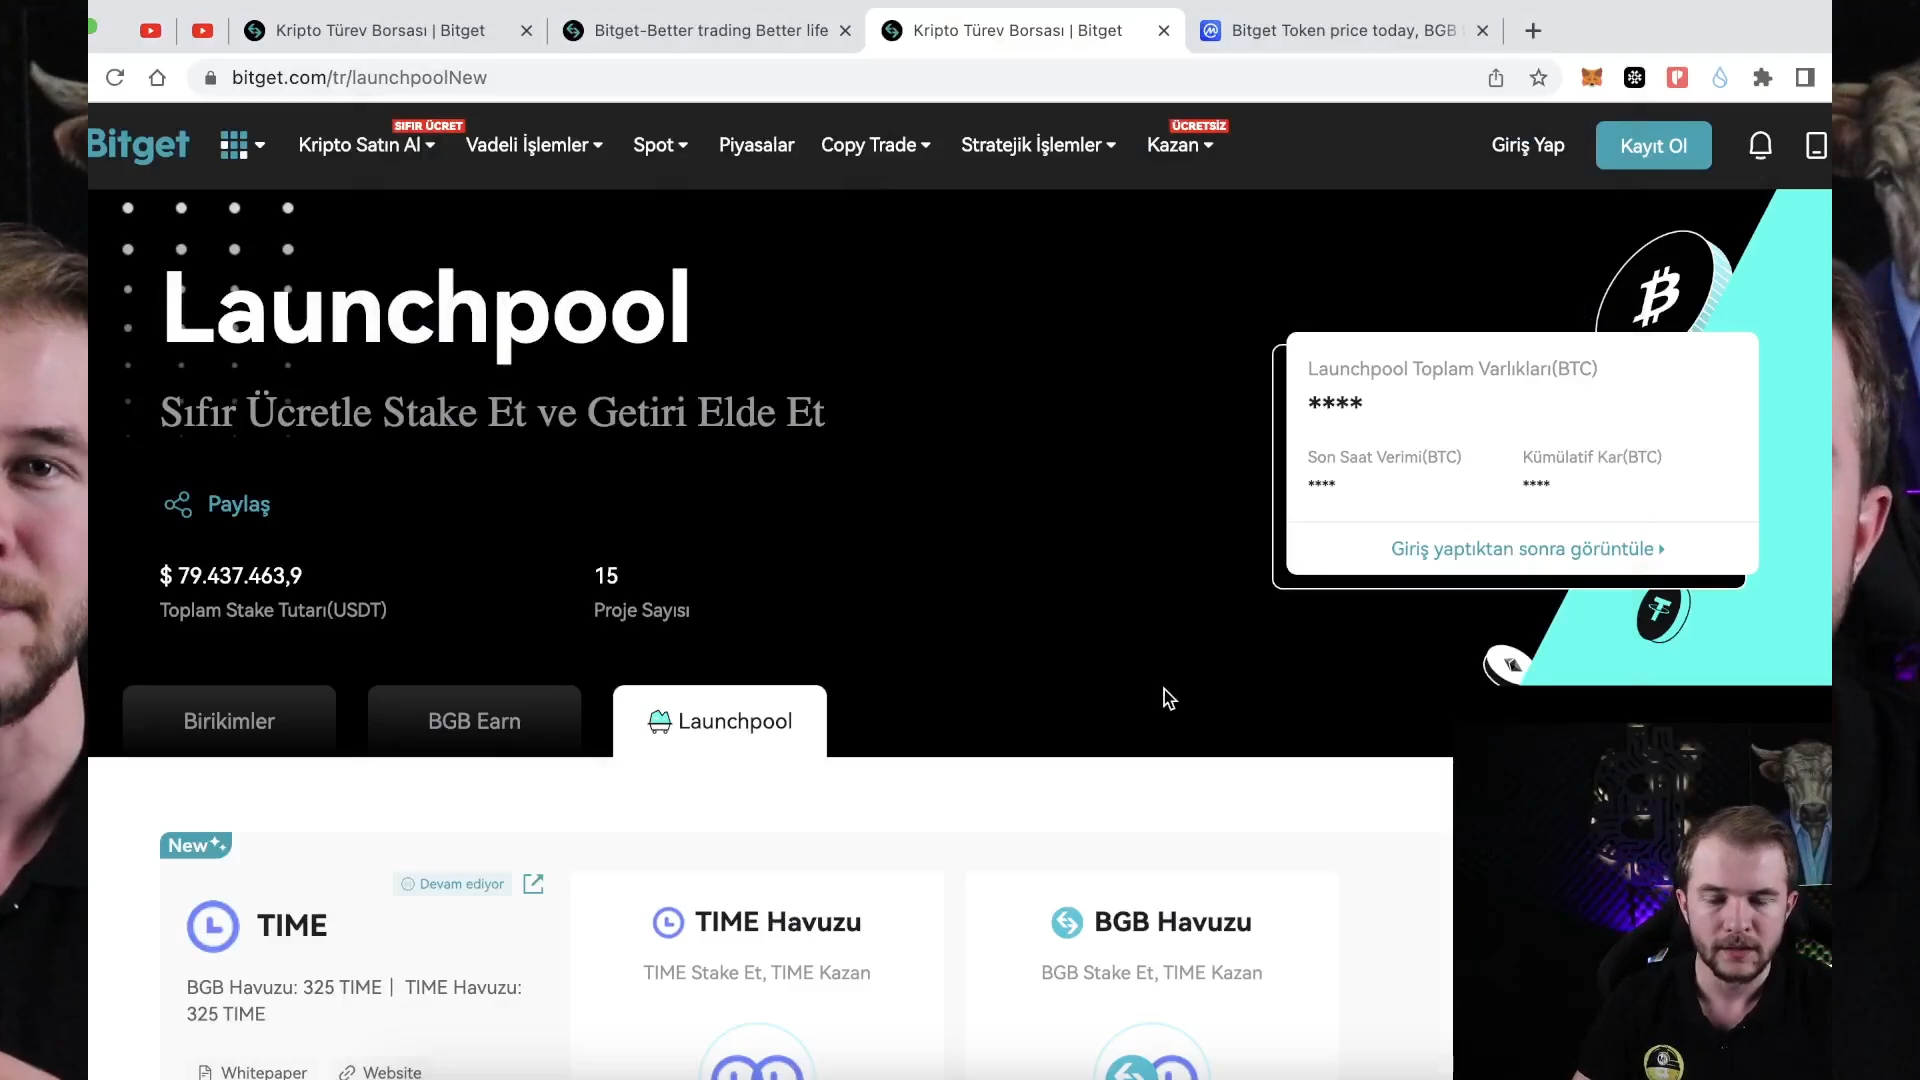 Kripto Türev Borsası | Bitget
Bitget-Better trading Better life
Kripto Türev Borsası | Bitget
Bitget Token price today, BGB
bitget.com/tr/launchpoolNew
Bitget
Kripto Satın Al
SIFIR ÜCRET
Vadeli İşlemler
Spot
Piyasalar
Copy Trade
Stratejik İşlemler
Kazan
ÜCRETSİZ
Giriş Yap
Kayıt Ol
Launchpool
Sıfır Ücretle Stake Et ve Getiri Elde Et
Paylaş
$ 79.437.463,9
Toplam Stake Tutarı(USDT)
15
Proje Sayısı
Launchpool Toplam Varlıkları(BTC)
****
Son Saat Verimi(BTC)
****
Kümülatif Kar(BTC)
****
Giriş yaptıktan sonra görüntüle
Birikimler
BGB Earn
Launchpool
New
Devam ediyor
TIME
BGB Havuzu: 325 TIME | TIME Havuzu:
325 TIME
Whitepaper
Website
TIME Havuzu
TIME Stake Et, TIME Kazan
BGB Havuzu
BGB Stake Et, TIME Kazan